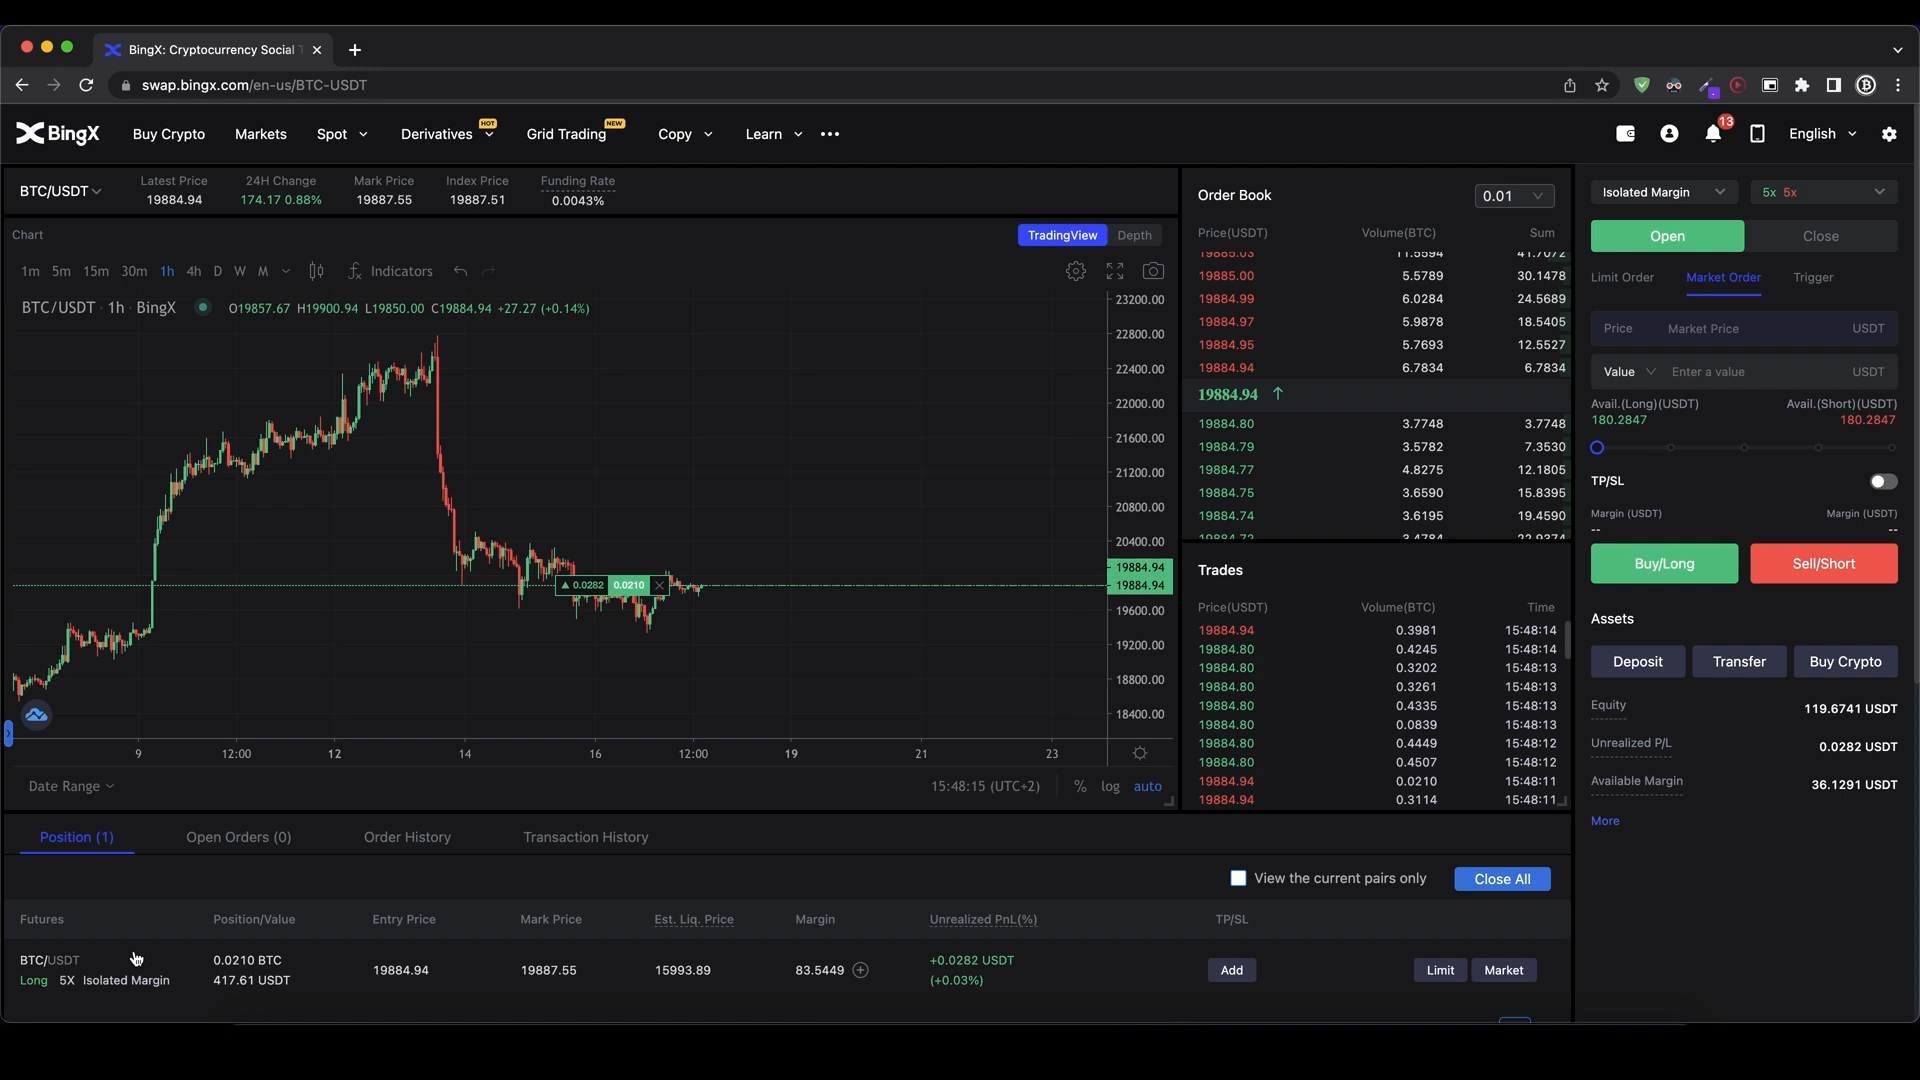 BingX: Cryptocurrency Social T
swap.bingx.com/en-us/BTC-USDT
BingX Buy Crypto Markets Spot Derivatives HOT Grid Trading NEW Copy Learn 13 English
BTC/USDT
Latest Price 24H Change Mark Price Index Price Funding Rate
19884.94 174.17 0.88% 19887.55 19887.51 0.0043%
Chart
TradingView Depth
1m 5m 15m 30m 1h 4h D W M Indicators
BTC/USDT · 1h · BingX O19857.67 H19900.94 L19850.00 C19884.94 +27.27 (+0.14%)
23200.00
22800.00
22400.00
22000.00
21600.00
21200.00
20800.00
20400.00
19884.94
0.0282 0.0210 19884.94
19600.00
19200.00
18800.00
18400.00
9 12:00 12 14 16 12:00 19 21 23
Date Range 15:48:15 (UTC+2) % log auto
Order Book 0.01
Price(USDT) Volume(BTC) Sum
19885.03 11.5594 41.7072
19885.00 5.5789 30.1478
19884.99 6.0284 24.5689
19884.97 5.9878 18.5405
19884.95 5.7693 12.5527
19884.94 6.7834 6.7834
19884.94
19884.80 3.7748 3.7748
19884.79 3.5782 7.3530
19884.77 4.8275 12.1805
19884.75 3.6590 15.8395
19884.74 3.6195 19.4590
19884.72 3.4784 22.9374
Trades
Price(USDT) Volume(BTC) Time
19884.94 0.3981 15:48:14
19884.80 0.4245 15:48:14
19884.80 0.3202 15:48:13
19884.80 0.3261 15:48:13
19884.80 0.4335 15:48:13
19884.80 0.0839 15:48:13
19884.80 0.4449 15:48:12
19884.80 0.4507 15:48:12
19884.94 0.0210 15:48:11
19884.94 0.3114 15:48:11
Isolated Margin 5x 5x
Open Close
Limit Order Market Order Trigger
Price Market Price USDT
Value Enter a value USDT
Avail.(Long)(USDT) Avail.(Short)(USDT)
180.2847 180.2847
TP/SL
Margin (USDT) Margin (USDT)
-- --
Buy/Long Sell/Short
Assets
Deposit Transfer Buy Crypto
Equity 119.6741 USDT
Unrealized P/L 0.0282 USDT
Available Margin 36.1291 USDT
More
Position (1) Open Orders (0) Order History Transaction History
View the current pairs only Close All
Futures Position/Value Entry Price Mark Price Est. Liq. Price Margin Unrealized PnL(%) TP/SL
BTC/USDT 0.0210 BTC 19884.94 19887.55 15993.89 83.5449 +0.0282 USDT Add Limit Market
Long 5X Isolated Margin 417.61 USDT (+0.03%)